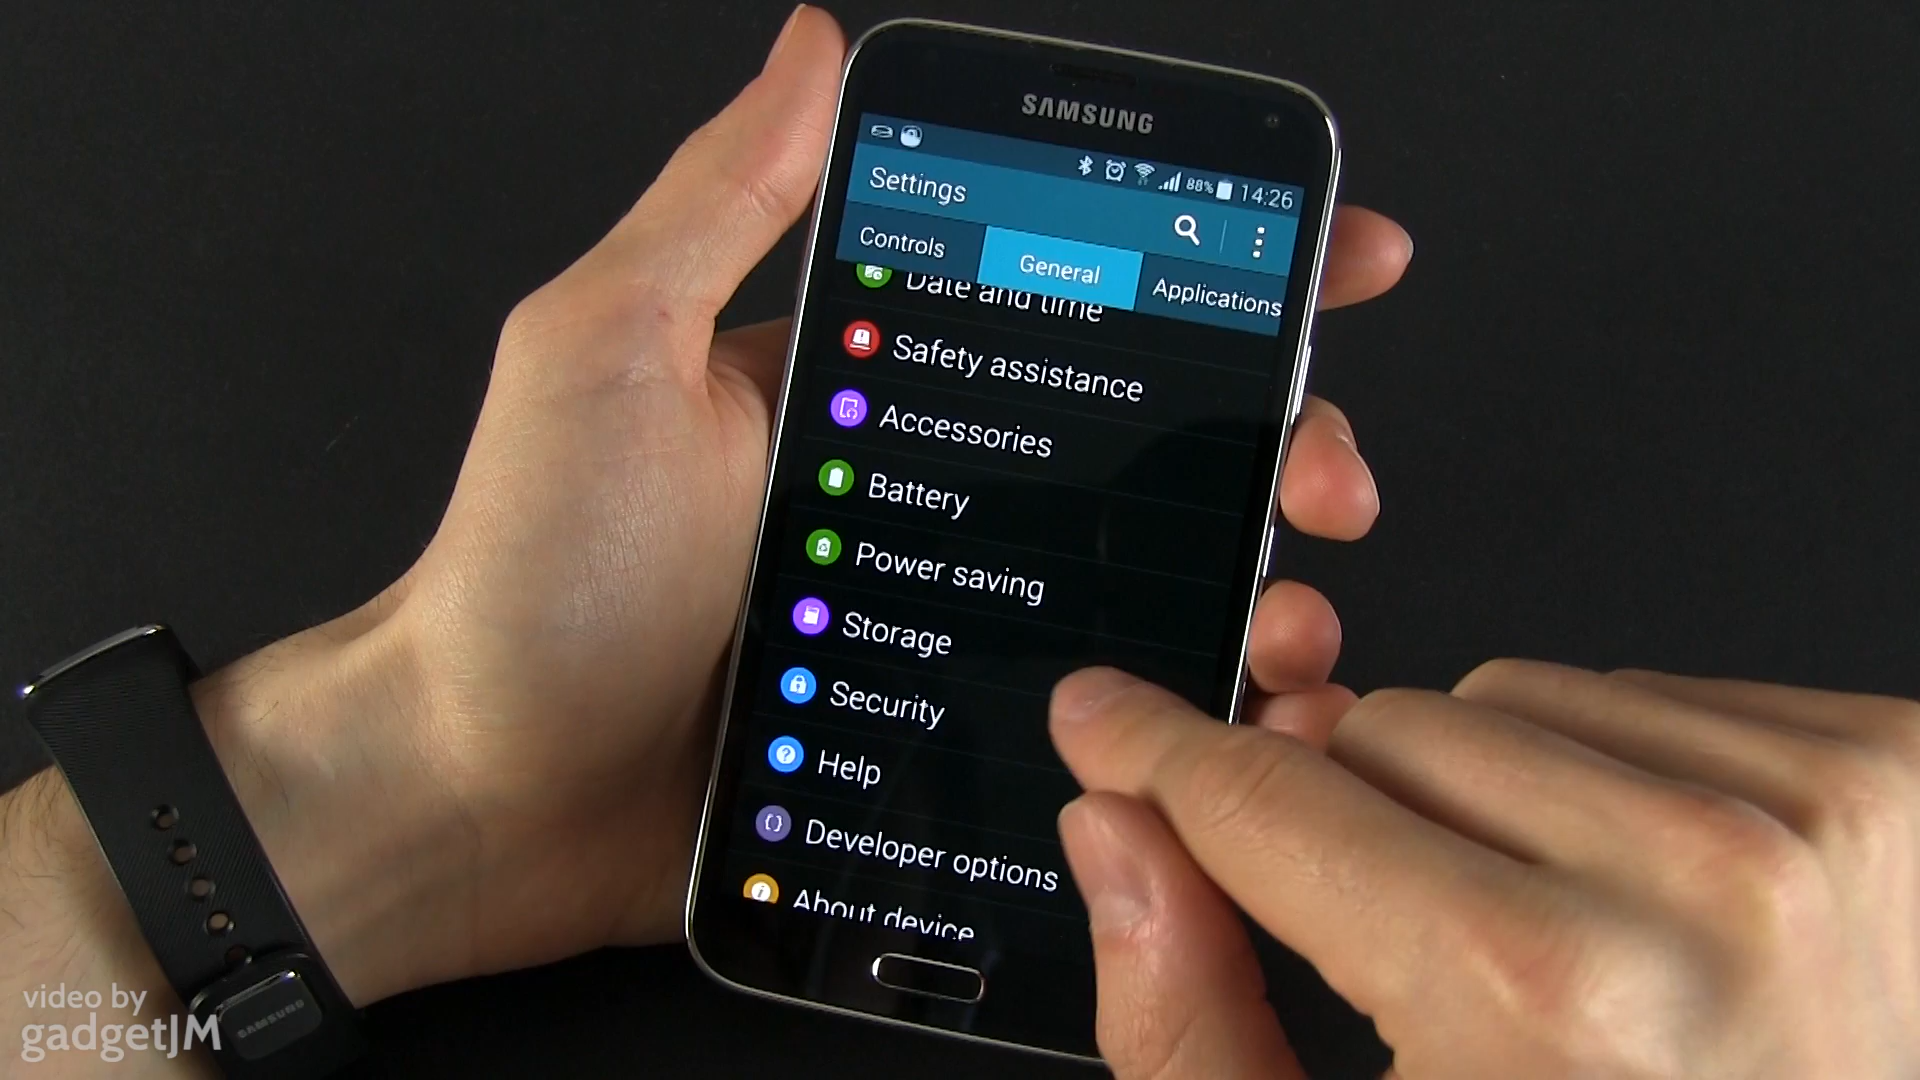 SAMSUNG
88% 14:26
Settings
Controls
General
Applications
Date and time
Safety assistance
Accessories
Battery
Power saving
Storage
Security
Help
Developer options
About device
SAMSUNG
video by
gadgetJM